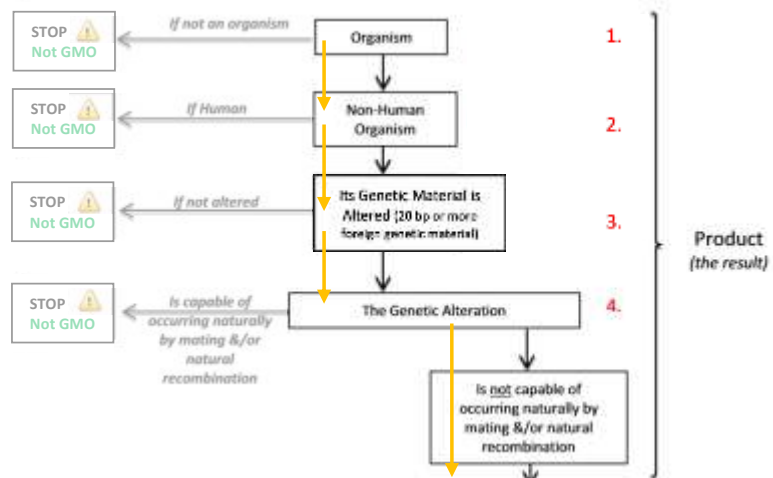 STOP
Not GMO
If not an organism
Organism
1.
STOP
Not GMO
If Human
Non-Human
Organism
2.
STOP
Not GMO
If not altered
Its Genetic Material is
Altered (20 bp or more
foreign genetic material)
3.
Product
(the result)
STOP
Not GMO
Is capable of
occurring naturally
by mating &/or
natural
recombination
The Genetic Alteration
4.
Is not capable of
occurring naturally by
mating &/or natural
recombination